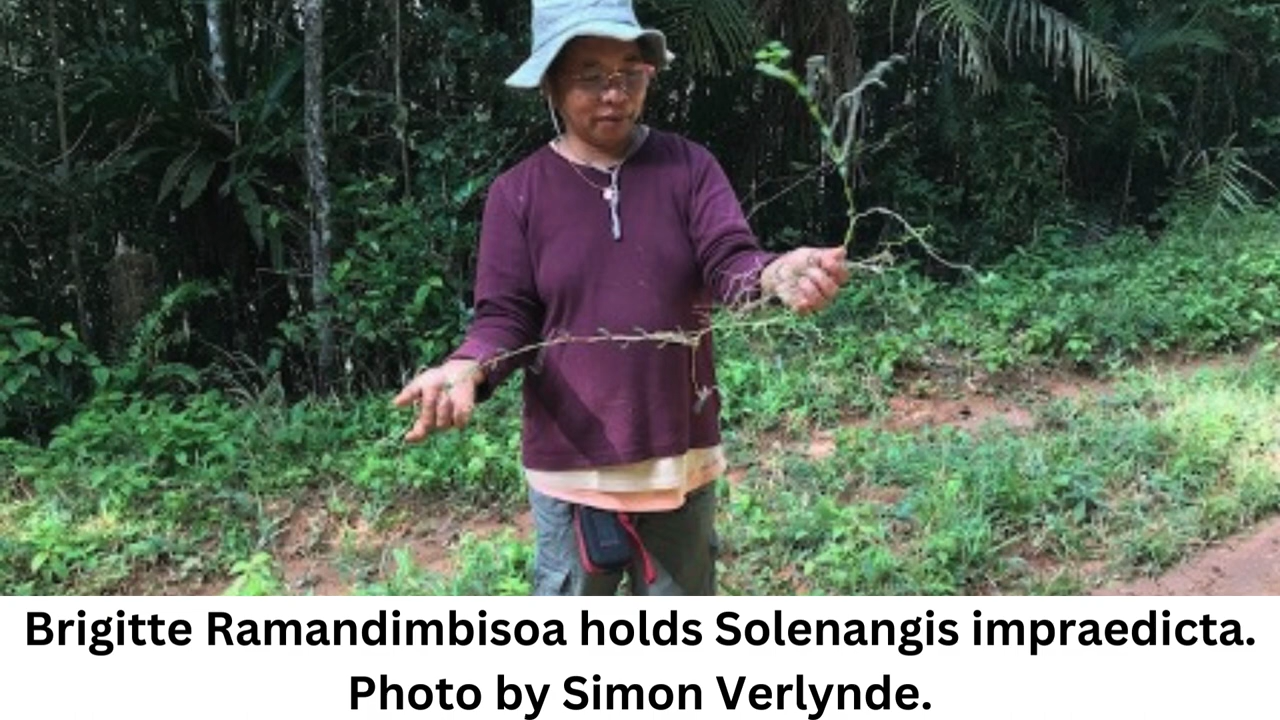 Brigitte Ramandimbisoa holds Solenangis impraedicta.
Photo by Simon Verlynde.